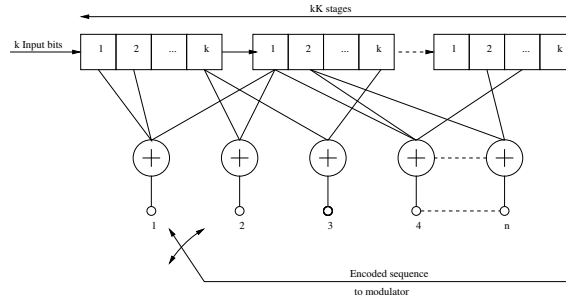 kK stages
k Input bits
1 2 ... k 1 2 ... k 1 2 ... k
+ + + + +
1 2 3 4 n
Encoded sequence
to modulator